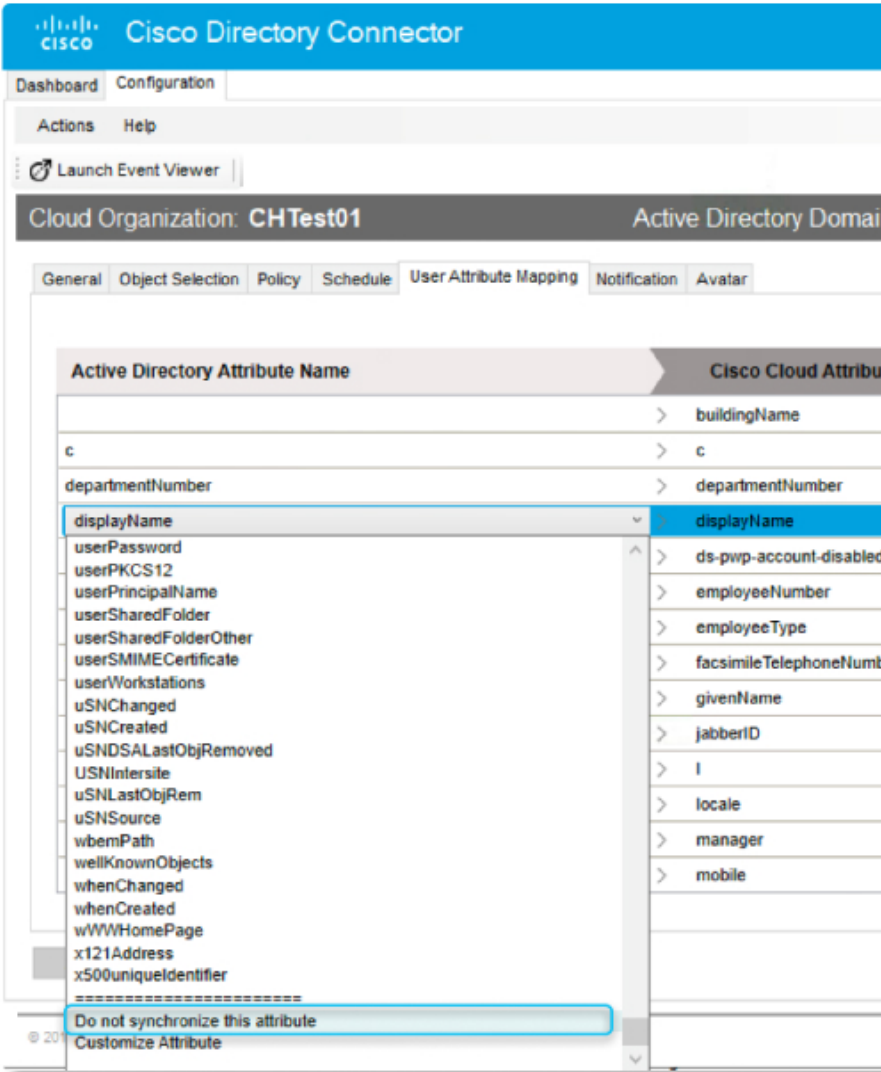 cisco Cisco Directory Connector
Dashboard Configuration
Actions Help
Launch Event Viewer
Cloud Organization: CHTest01 Active Directory Domai
General Object Selection Policy Schedule User Attribute Mapping Notification Avatar
Active Directory Attribute Name Cisco Cloud Attribu
buildingName
c c
departmentNumber departmentNumber
displayName displayName
userPassword
ds-pwp-account-disabled
userPKCS12
userPrincipalName employeeNumber
userSharedFolder
employeeType
userSharedFolderOther
userSMIMECertificate facsimileTelephoneNumb
userWorkstations
givenName
uSNChanged
uSNCreated jabberID
uSNDSALastObjRemoved
USNIntersite l
uSNLastObjRem
locale
uSNSource
wbemPath manager
wellKnownObjects
mobile
whenChanged
whenCreated
wWWHomePage
x121Address
x500uniqueIdentifier
=======================
Do not synchronize this attribute
© 201
Customize Attribute